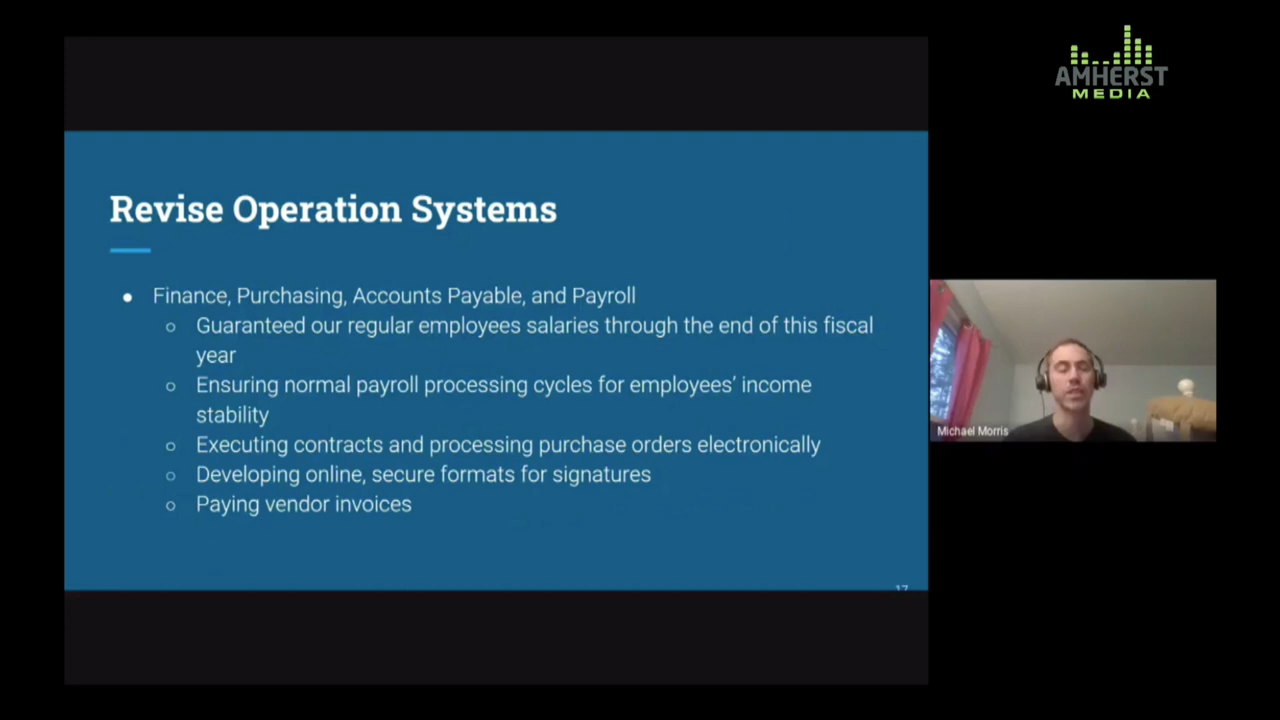 AMHERST
MEDIA
Revise Operation Systems
● Finance, Purchasing, Accounts Payable, and Payroll
○ Guaranteed our regular employees salaries through the end of this fiscal
year
○ Ensuring normal payroll processing cycles for employees’ income
stability
○ Executing contracts and processing purchase orders electronically
○ Developing online, secure formats for signatures
○ Paying vendor invoices
17
Michael Morris